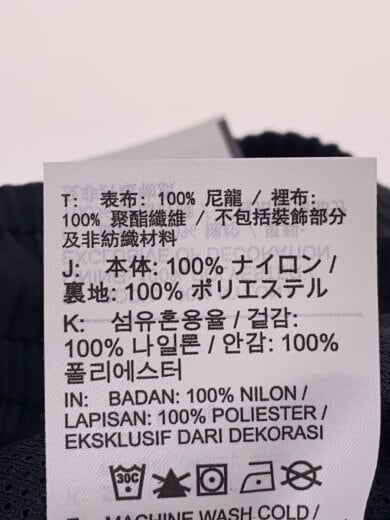 T: 表布: 100% 尼龍 / 裡布:
100% 聚酯纖維 / 不包括裝飾部分
及非紡織材料
J: 本体: 100% ナイロン /
裏地: 100% ポリエステル
K: 섬유혼용율 / 겉감:
100% 나일론 / 안감: 100%
폴리에스터
IN: BADAN: 100% NILON /
LAPISAN: 100% POLIESTER /
EKSKLUSIF DARI DEKORASI
30C
MACHINE WASH COLD /